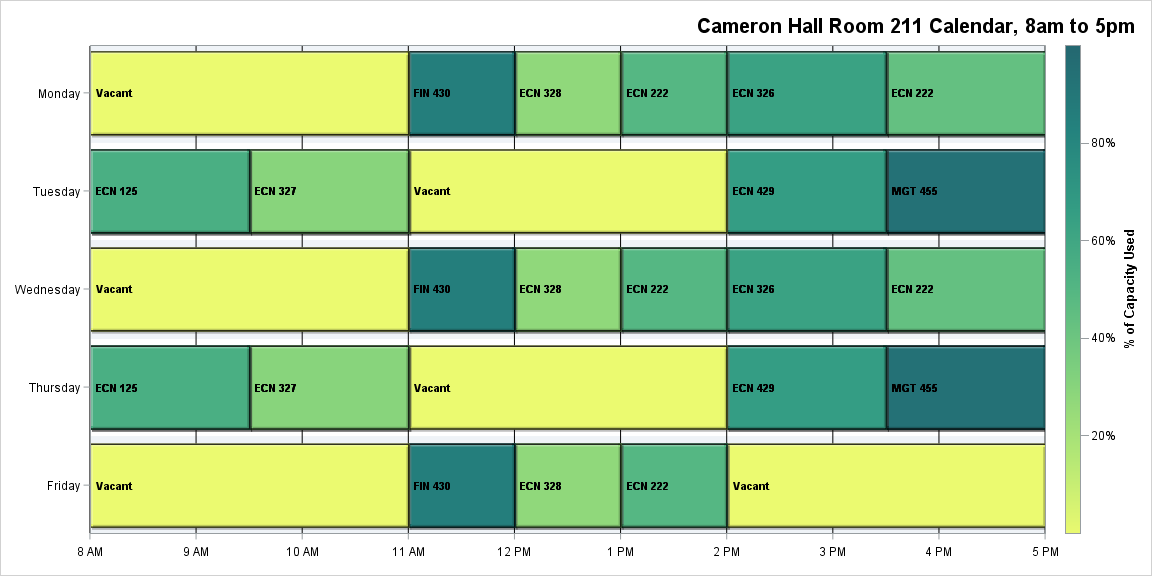 Cameron Hall Room 211 Calendar, 8am to 5pm
Monday
Vacant
FIN 430
ECN 328
ECN 222
ECN 326
ECN 222
Tuesday
ECN 125
ECN 327
Vacant
ECN 429
MGT 455
Wednesday
Vacant
FIN 430
ECN 328
ECN 222
ECN 326
ECN 222
Thursday
ECN 125
ECN 327
Vacant
ECN 429
MGT 455
Friday
Vacant
FIN 430
ECN 328
ECN 222
Vacant
8 AM
9 AM
10 AM
11 AM
12 PM
1 PM
2 PM
3 PM
4 PM
5 PM
80%
60%
40%
20%
% of Capacity Used